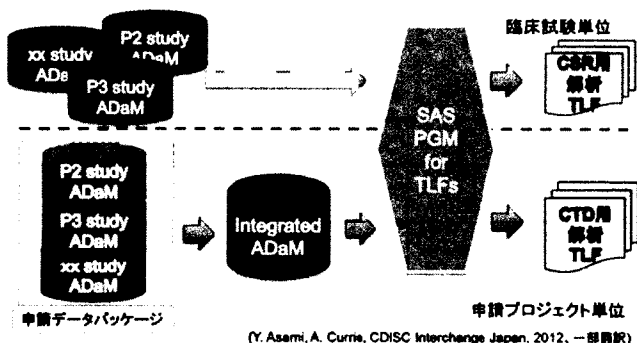 P2 study
ADaM
xx study
ADaM
P3 study
ADaM
臨床試験単位
CSR用
解析
TLF
SAS
PGM
for
TLFs
P2 study
ADaM
P3 study
ADaM
xx study
ADaM
Integrated
ADaM
CTD用
解析
TLF
申請データパッケージ
申請プロジェクト単位
(Y. Asami, A. Currie, CDISC Interchange Japan, 2012、一部翻訳)